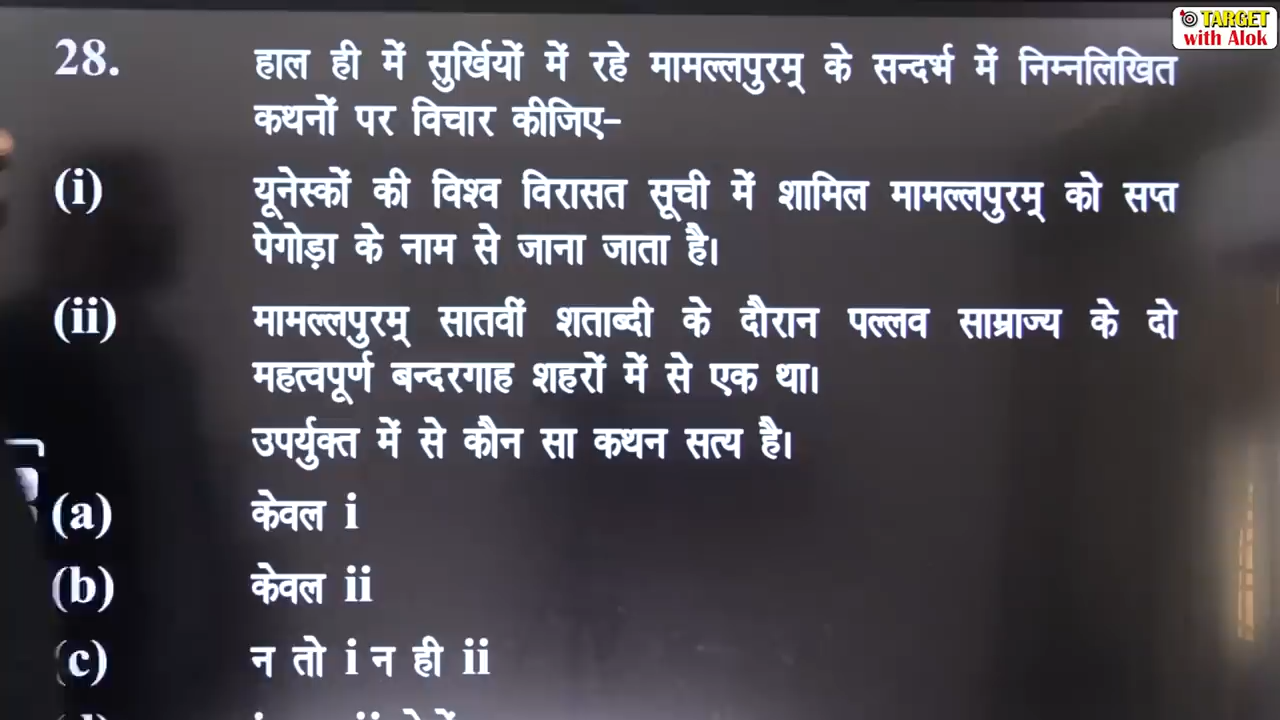 TARGET
with Alok
28. हाल ही में सुर्खियों में रहे मामल्लपुरम् के सन्दर्भ में निम्नलिखित
कथनों पर विचार कीजिए-
(i) यूनेस्कों की विश्व विरासत सूची में शामिल मामल्लपुरम् को सप्त
पेगोड़ा के नाम से जाना जाता है।
(ii) मामल्लपुरम् सातवीं शताब्दी के दौरान पल्लव साम्राज्य के दो
महत्वपूर्ण बन्दरगाह शहरों में से एक था।
उपर्युक्त में से कौन सा कथन सत्य है।
(a) केवल i
(b) केवल ii
(c) न तो i न ही ii